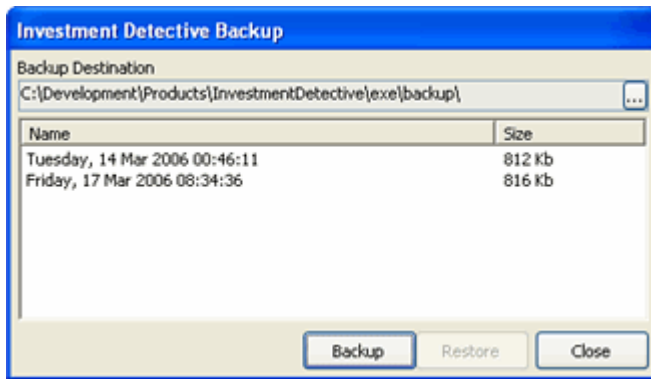 Investment Detective Backup
Backup Destination
C:\Development\Products\InvestmentDetective\exe\backup\
...
Name Size
Tuesday, 14 Mar 2006 00:46:11 812 Kb
Friday, 17 Mar 2006 08:34:36 816 Kb
Backup Restore Close